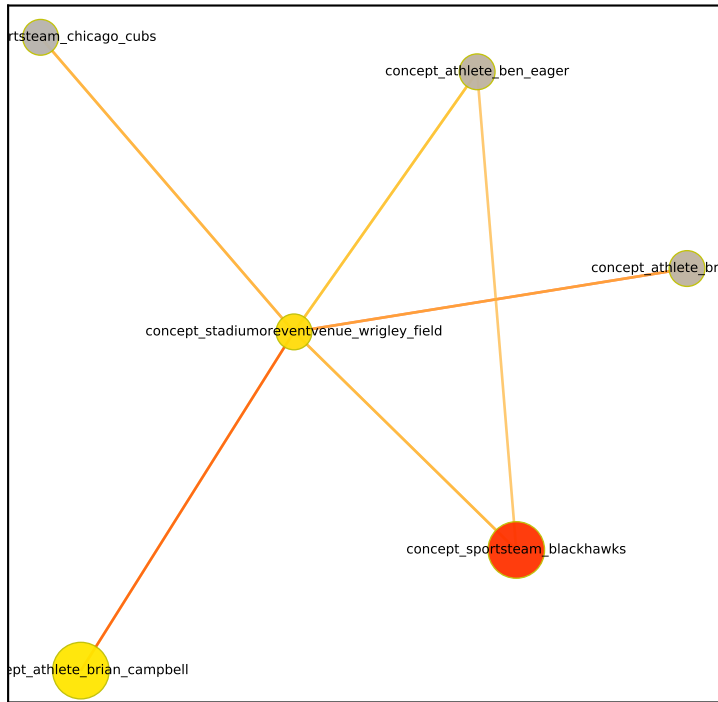 rtsteam_chicago_cubs
concept_athlete_ben_eager
concept_athlete_br
concept_stadiumoreventvenue_wrigley_field
concept_sportsteam_blackhawks
ept_athlete_brian_campbell